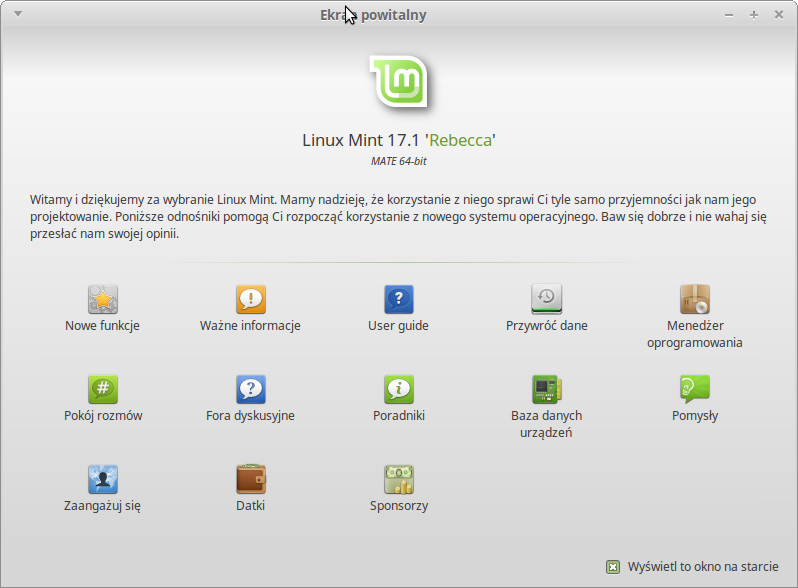 Ekran powitalny
Linux Mint 17.1 'Rebecca'
MATE 64-bit
Witamy i dziękujemy za wybranie Linux Mint. Mamy nadzieję, że korzystanie z niego sprawi Ci tyle samo przyjemności jak nam jego
projektowanie. Poniższe odnośniki pomogą Ci rozpocząć korzystanie z nowego systemu operacyjnego. Baw się dobrze i nie wahaj się
przesłać nam swojej opinii.
Nowe funkcje
Ważne informacje
User guide
Przywróć dane
Menedżer
oprogramowania
Pokój rozmów
Fora dyskusyjne
Poradniki
Baza danych
urządzeń
Pomysły
Zaangażuj się
Datki
Sponsorzy
Wyświetl to okno na starcie